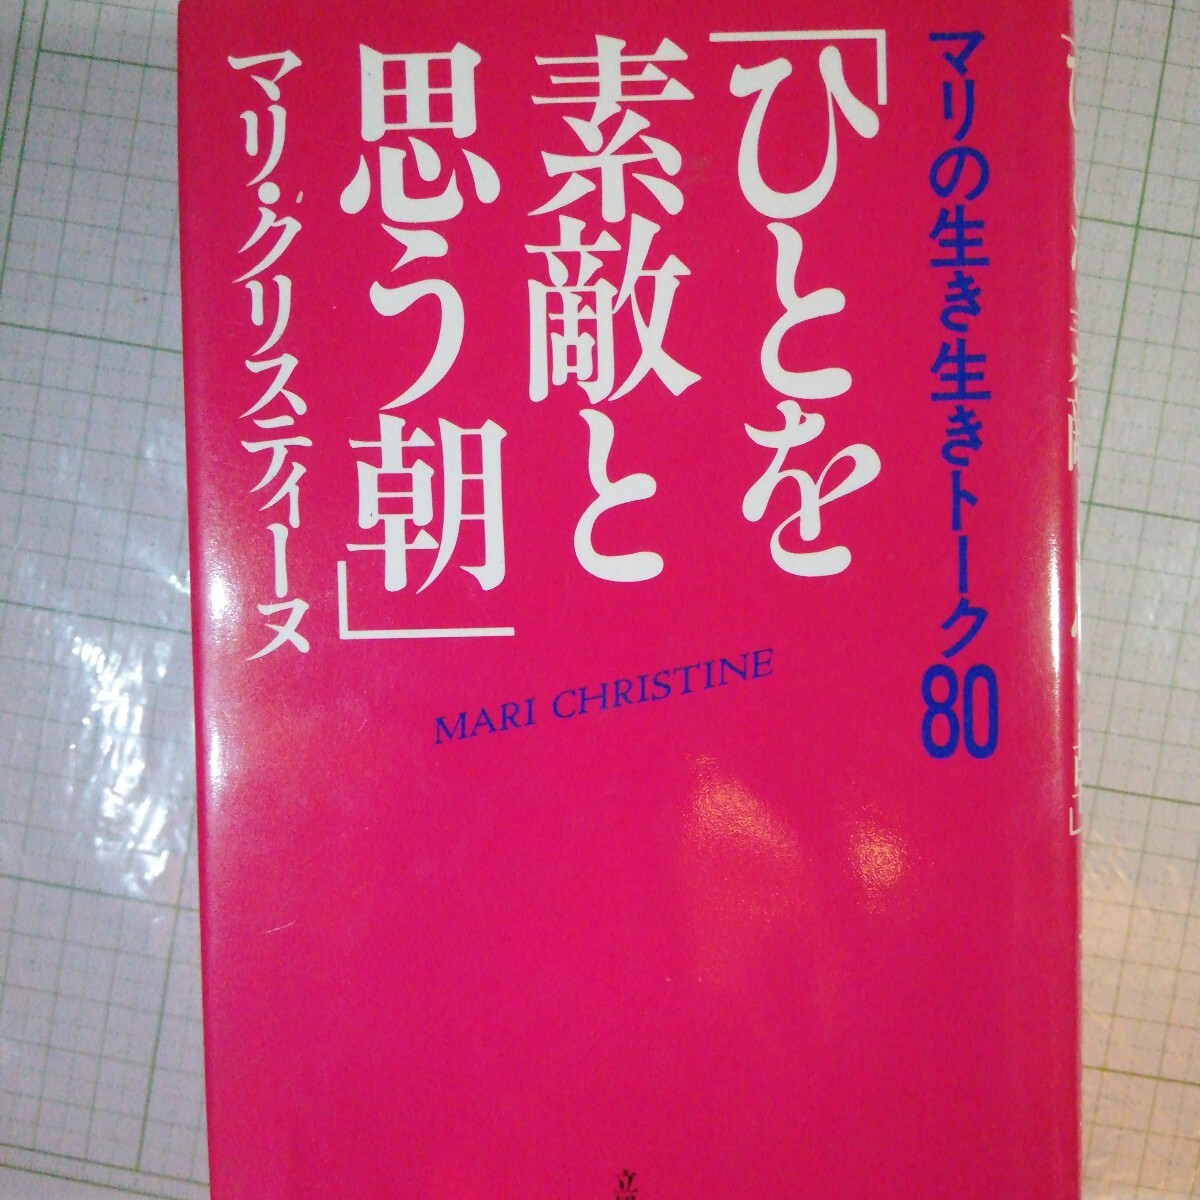 マリの生き生きトーク80
「ひとを
素敵と
思う朝」
マリ・クリスティーヌ
MARI CHRISTINE
立